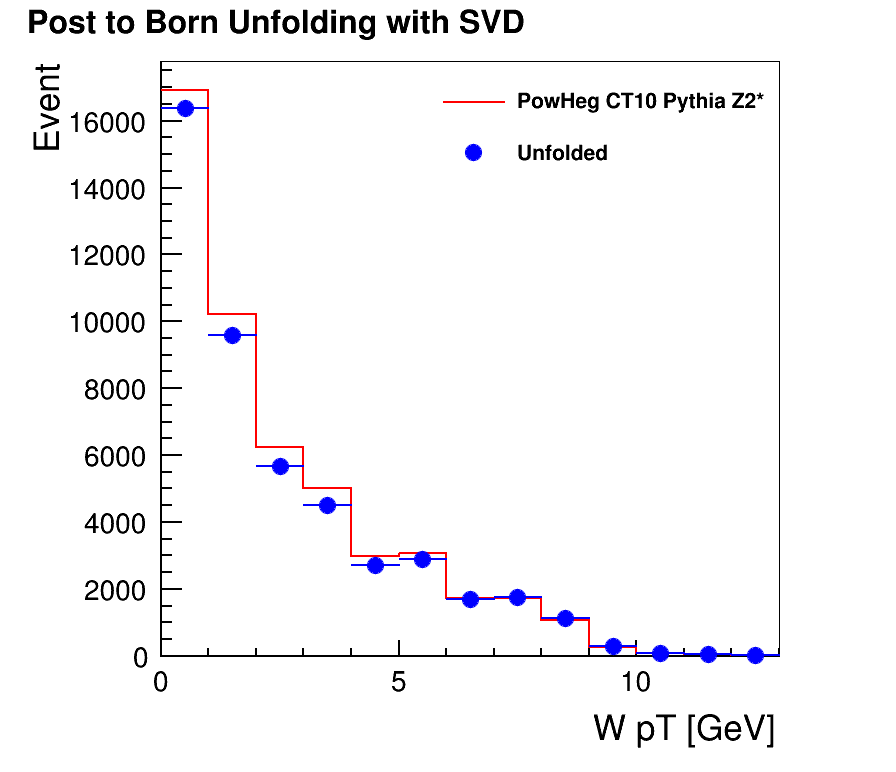 Post to Born Unfolding with SVD
Event
PowHeg CT10 Pythia Z2*
Unfolded
16000
14000
12000
10000
8000
6000
4000
2000
0
0 5 10
W pT [GeV]